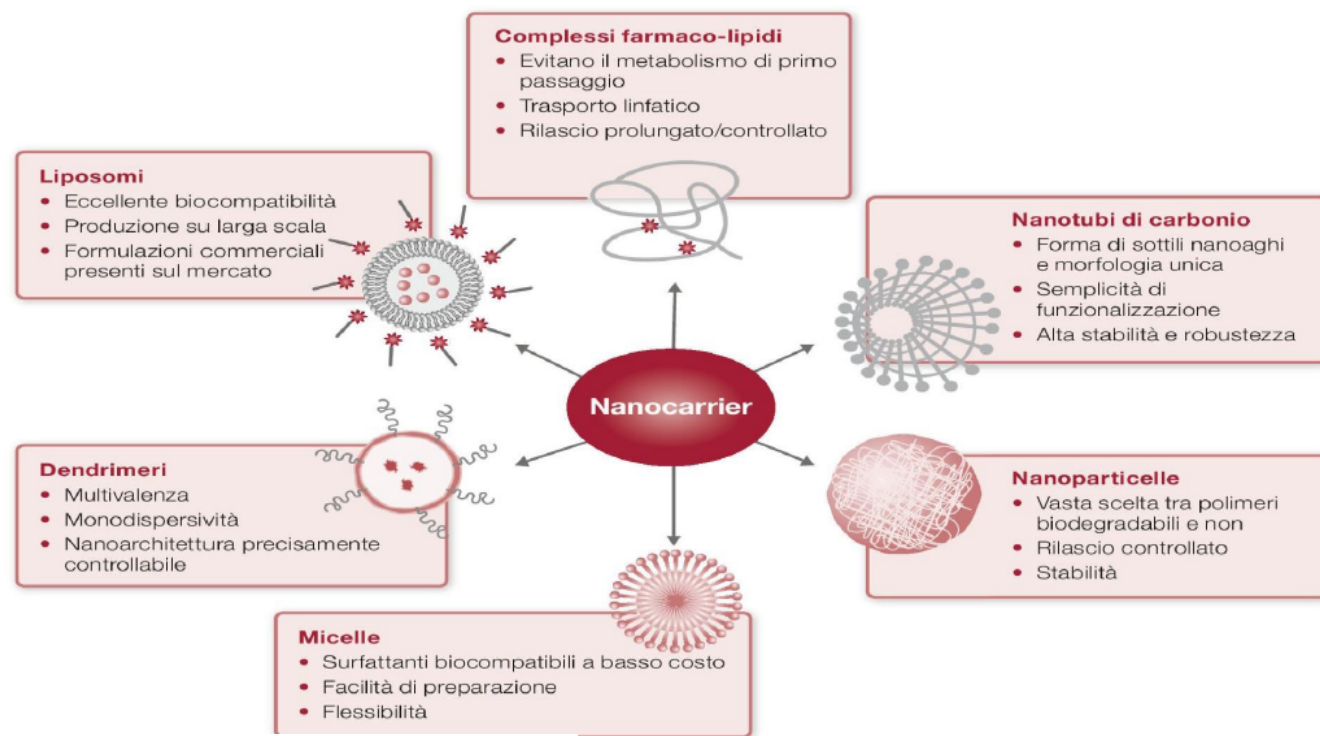 Complessi farmaco-lipidi
• Evitano il metabolismo di primo
passaggio
• Trasporto linfatico
• Rilascio prolungato/controllato
Liposomi
• Eccellente biocompatibilità
• Produzione su larga scala
• Formulazioni commerciali
presenti sul mercato
Nanotubi di carbonio
• Forma di sottili nanoaghi
e morfologia unica
• Semplicità di
funzionalizzazione
• Alta stabilità e robustezza
Nanocarrier
Dendrimeri
• Multivalenza
• Monodispersività
• Nanoarchitettura precisamente
controllabile
Nanoparticelle
• Vasta scelta tra polimeri
biodegradabili e non
• Rilascio controllato
• Stabilità
Micelle
• Surfattanti biocompatibili a basso costo
• Facilità di preparazione
• Flessibilità